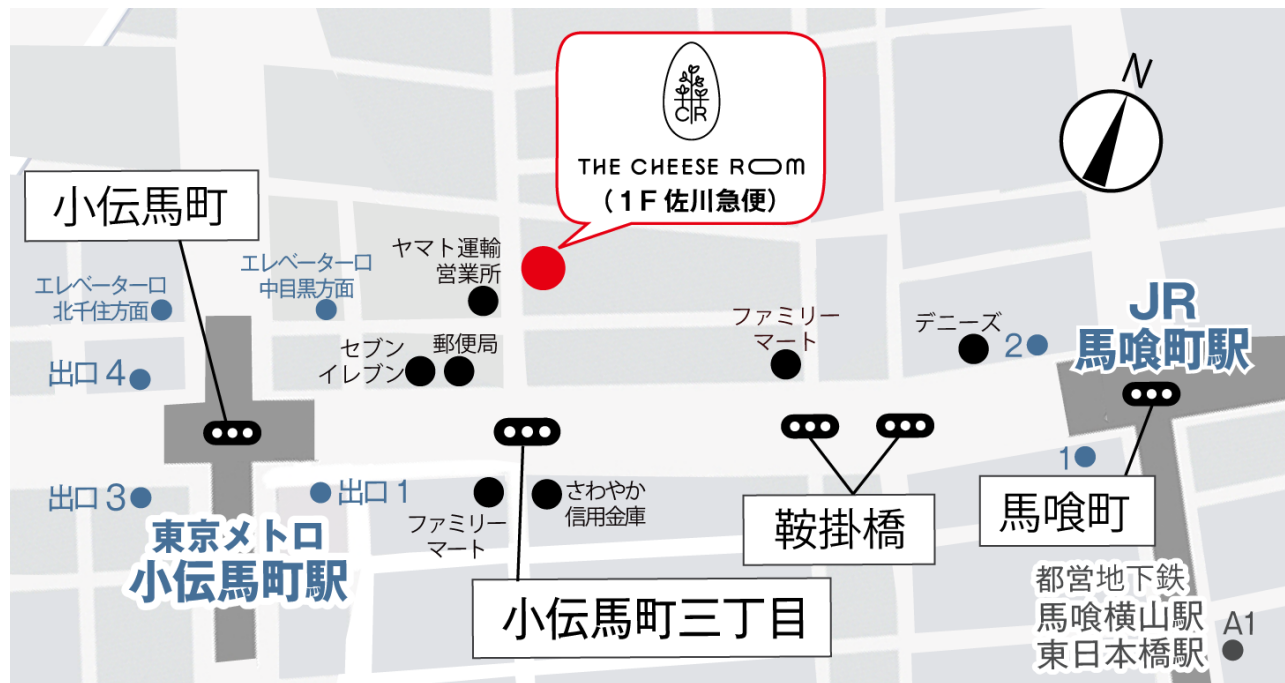 N
CR
THE CHEESE ROOM
（1F 佐川急便）
小伝馬町
エレベーター口
北千住方面
エレベーター口
中目黒方面
ヤマト運輸
営業所
セブン
イレブン
郵便局
ファミリー
マート
デニーズ
2
JR
馬喰町駅
出口 4
出口 3
出口 1
東京メトロ
小伝馬町駅
ファミリー
マート
さわやか
信用金庫
小伝馬町三丁目
鞍掛橋
1
馬喰町
都営地下鉄
馬喰横山駅
東日本橋駅
A1